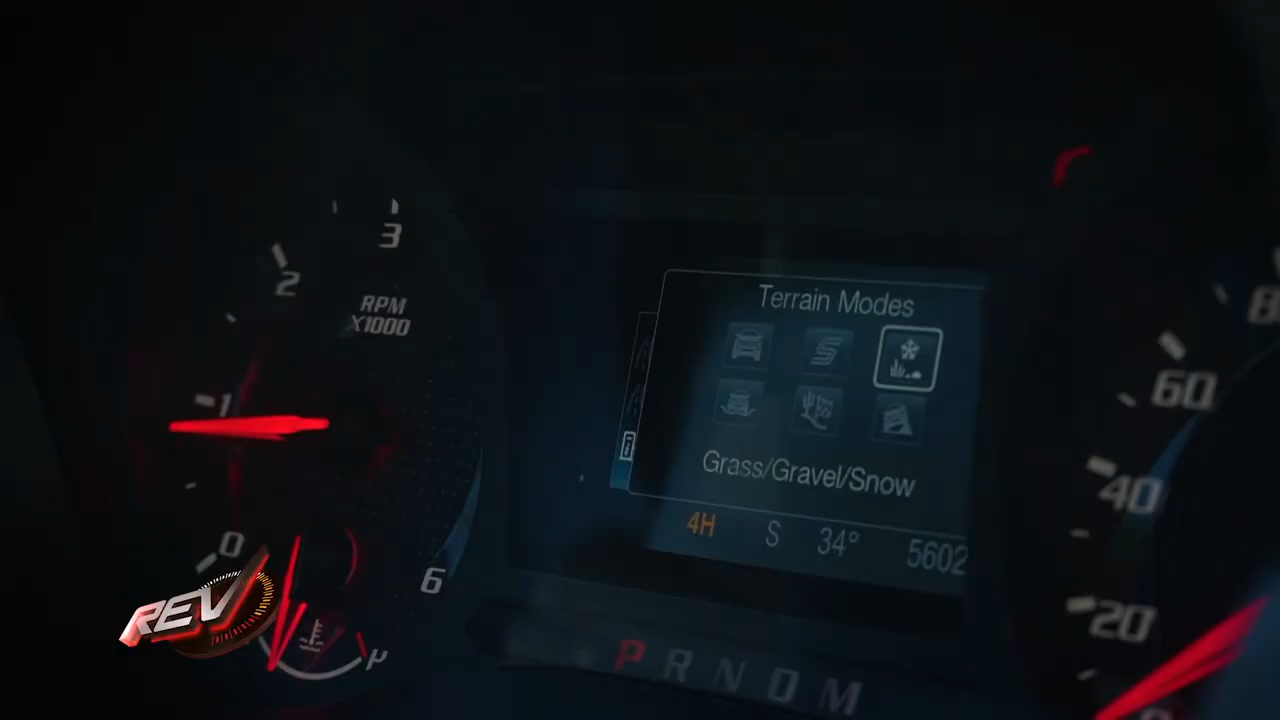 3
2
RPM
X1000
1
0
6
REV
Terrain Modes
Grass/Gravel/Snow
4H S 34° 5602
P R N D M
8
60
40
20